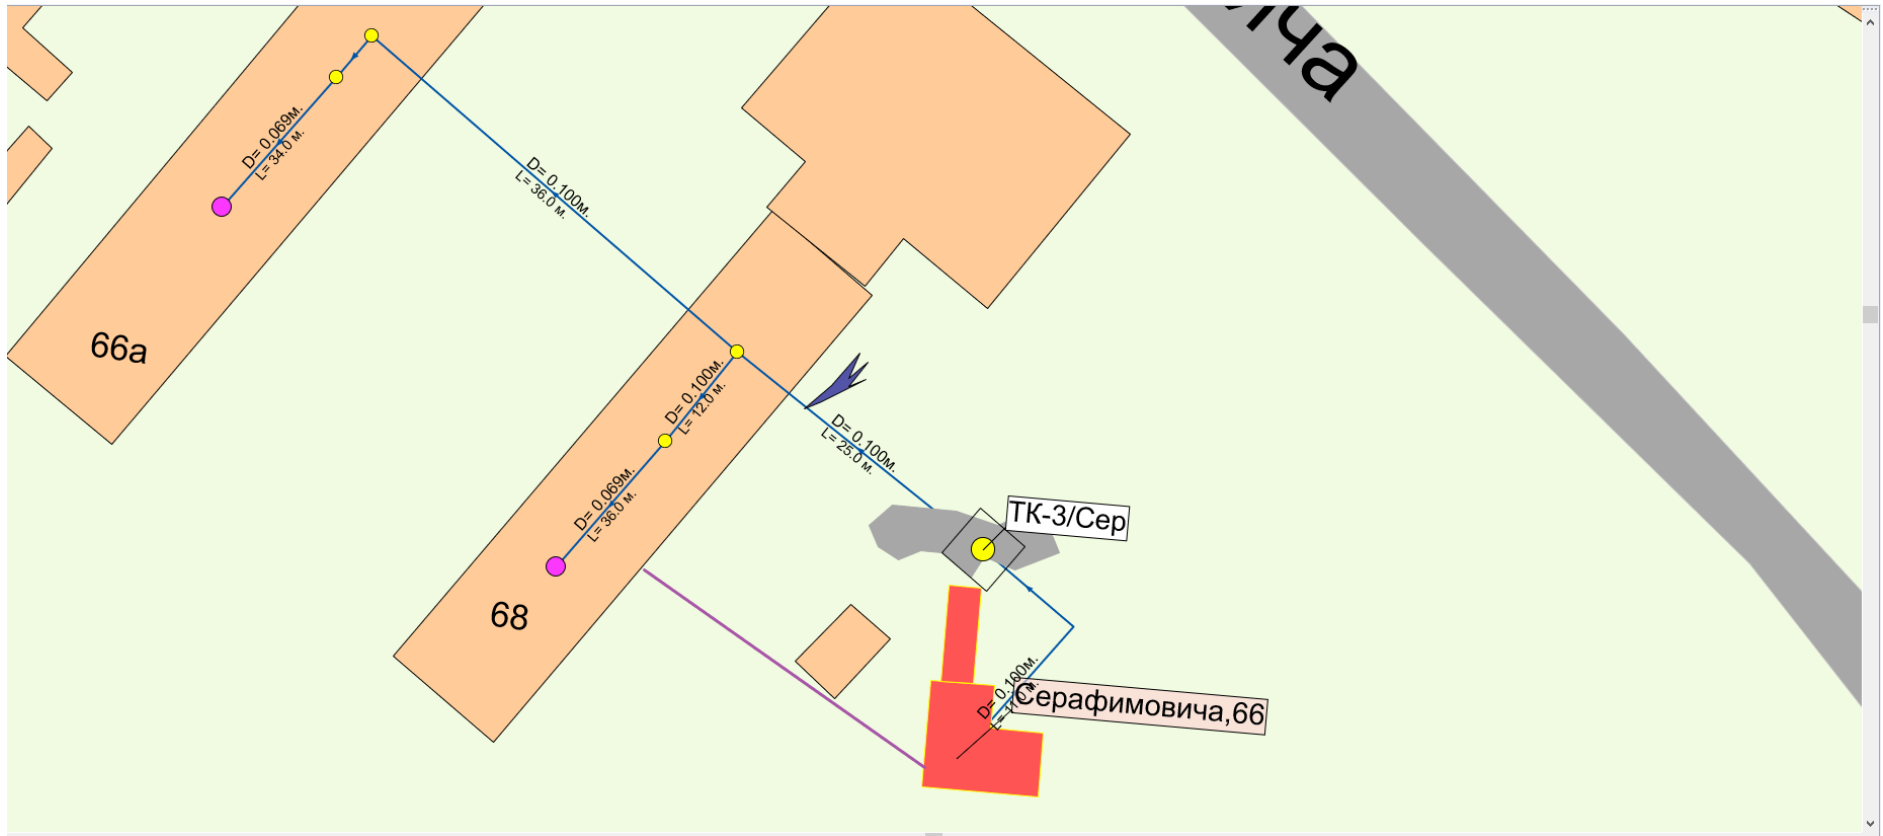 ича
D= 0.069м.
L= 34.0 м.
D= 0.100м.
L= 36.0 м.
66а
D= 0.100м.
L= 12.0 м.
D= 0.100м.
L= 25.0 м.
D= 0.069м.
L= 36.0 м.
ТК-3/Сер
68
D= 0.100м.
Серафимовича,66